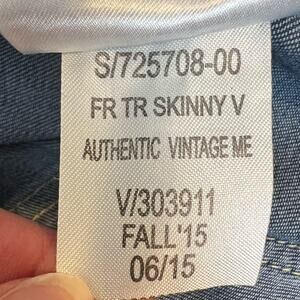 S/725708-00
FR TR SKINNY V
AUTHENTIC VINTAGE ME
V/303911
FALL'15
06/15